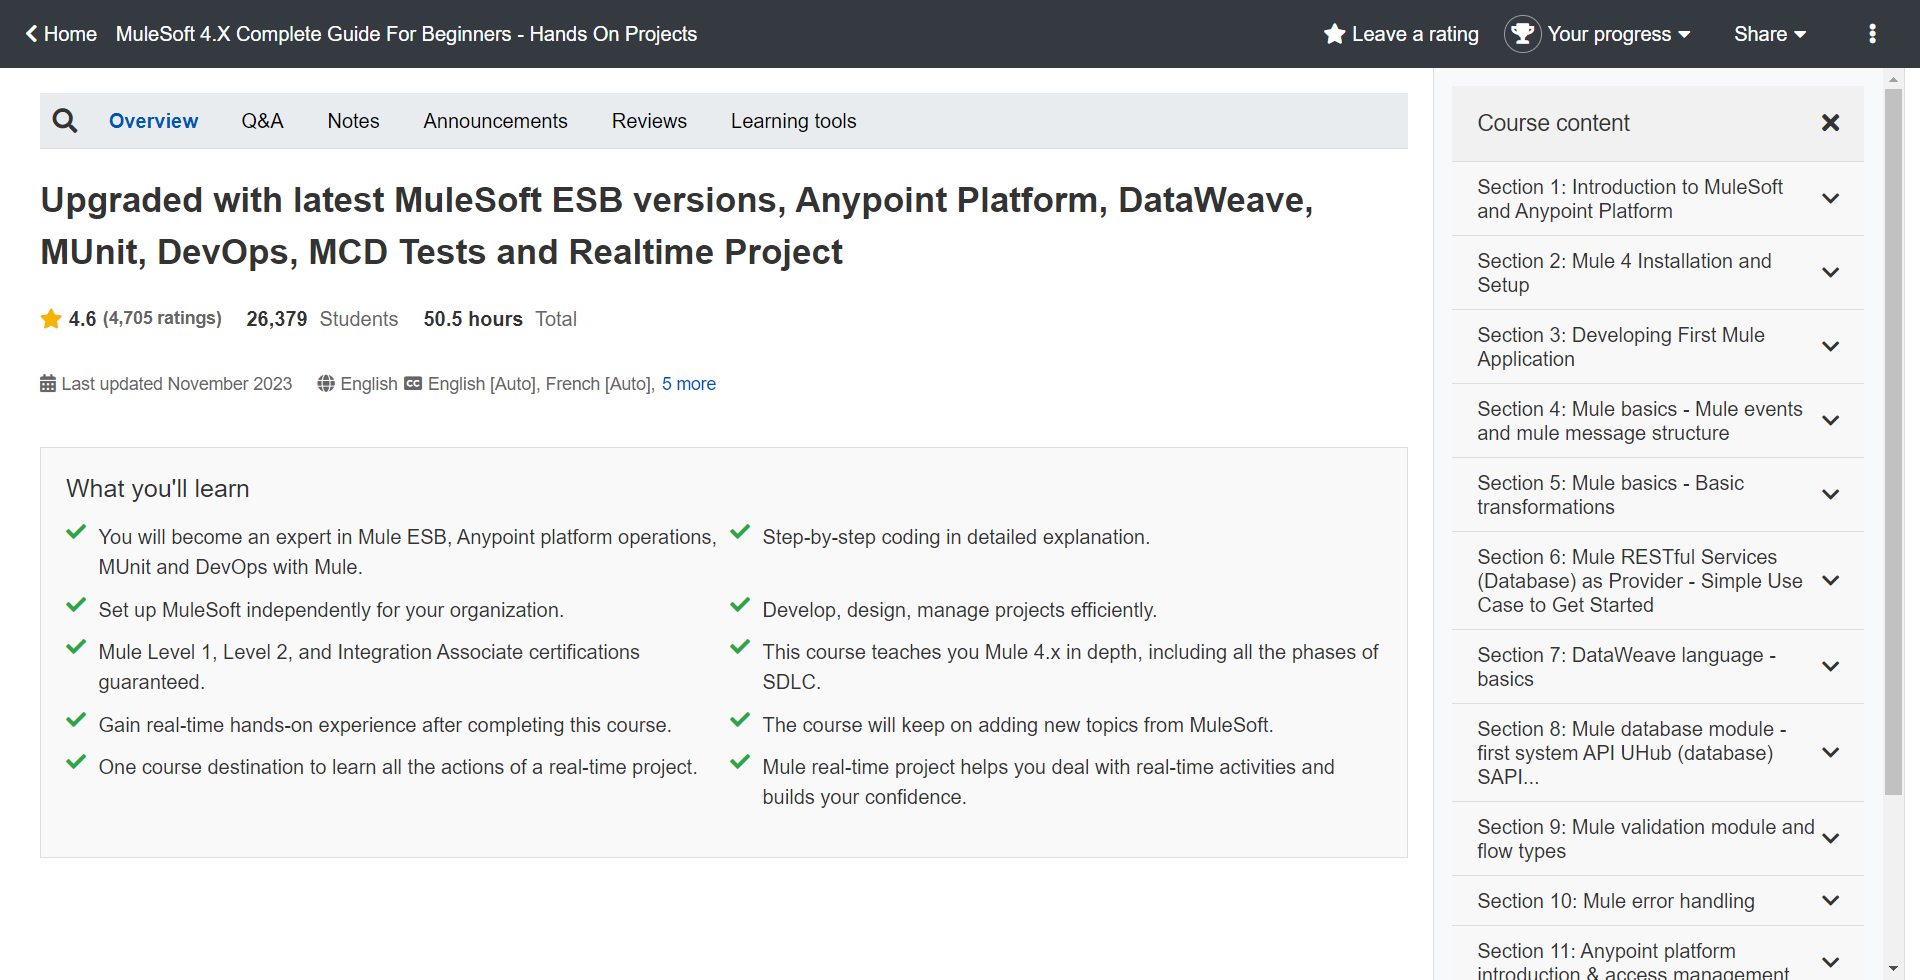 Home MuleSoft 4.X Complete Guide For Beginners - Hands On Projects
Leave a rating Your progress Share
Overview Q&A Notes Announcements Reviews Learning tools
Upgraded with latest MuleSoft ESB versions, Anypoint Platform, DataWeave,
MUnit, DevOps, MCD Tests and Realtime Project
4.6 (4,705 ratings) 26,379 Students 50.5 hours Total
Last updated November 2023 English CC English [Auto], French [Auto], 5 more
What you'll learn
You will become an expert in Mule ESB, Anypoint platform operations,
MUnit and DevOps with Mule.
Step-by-step coding in detailed explanation.
Set up MuleSoft independently for your organization.
Develop, design, manage projects efficiently.
Mule Level 1, Level 2, and Integration Associate certifications
guaranteed.
This course teaches you Mule 4.x in depth, including all the phases of
SDLC.
Gain real-time hands-on experience after completing this course.
The course will keep on adding new topics from MuleSoft.
One course destination to learn all the actions of a real-time project.
Mule real-time project helps you deal with real-time activities and
builds your confidence.
Course content
Section 1: Introduction to MuleSoft
and Anypoint Platform
Section 2: Mule 4 Installation and
Setup
Section 3: Developing First Mule
Application
Section 4: Mule basics - Mule events
and mule message structure
Section 5: Mule basics - Basic
transformations
Section 6: Mule RESTful Services
(Database) as Provider - Simple Use
Case to Get Started
Section 7: DataWeave language -
basics
Section 8: Mule database module -
first system API UHub (database)
SAPI...
Section 9: Mule validation module and
flow types
Section 10: Mule error handling
Section 11: Anypoint platform
introduction & access management